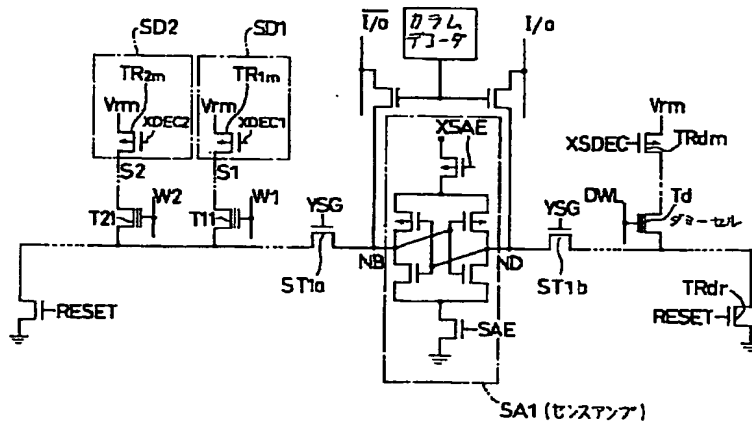 SD2
SD1
I/O
カラム
デコーダ
I/O
TR2m
TR1m
Vrm
Vrm
Vrm
XDEC2
XDEC1
XSAE
XSDEC
TRdm
S2
S1
W2
W1
YSG
YSG
DWL
Td
ダミーセル
T21
T11
NB
ND
ST1a
ST1b
TRdr
RESET
RESET
SAE
SA1 (センスアンプ)